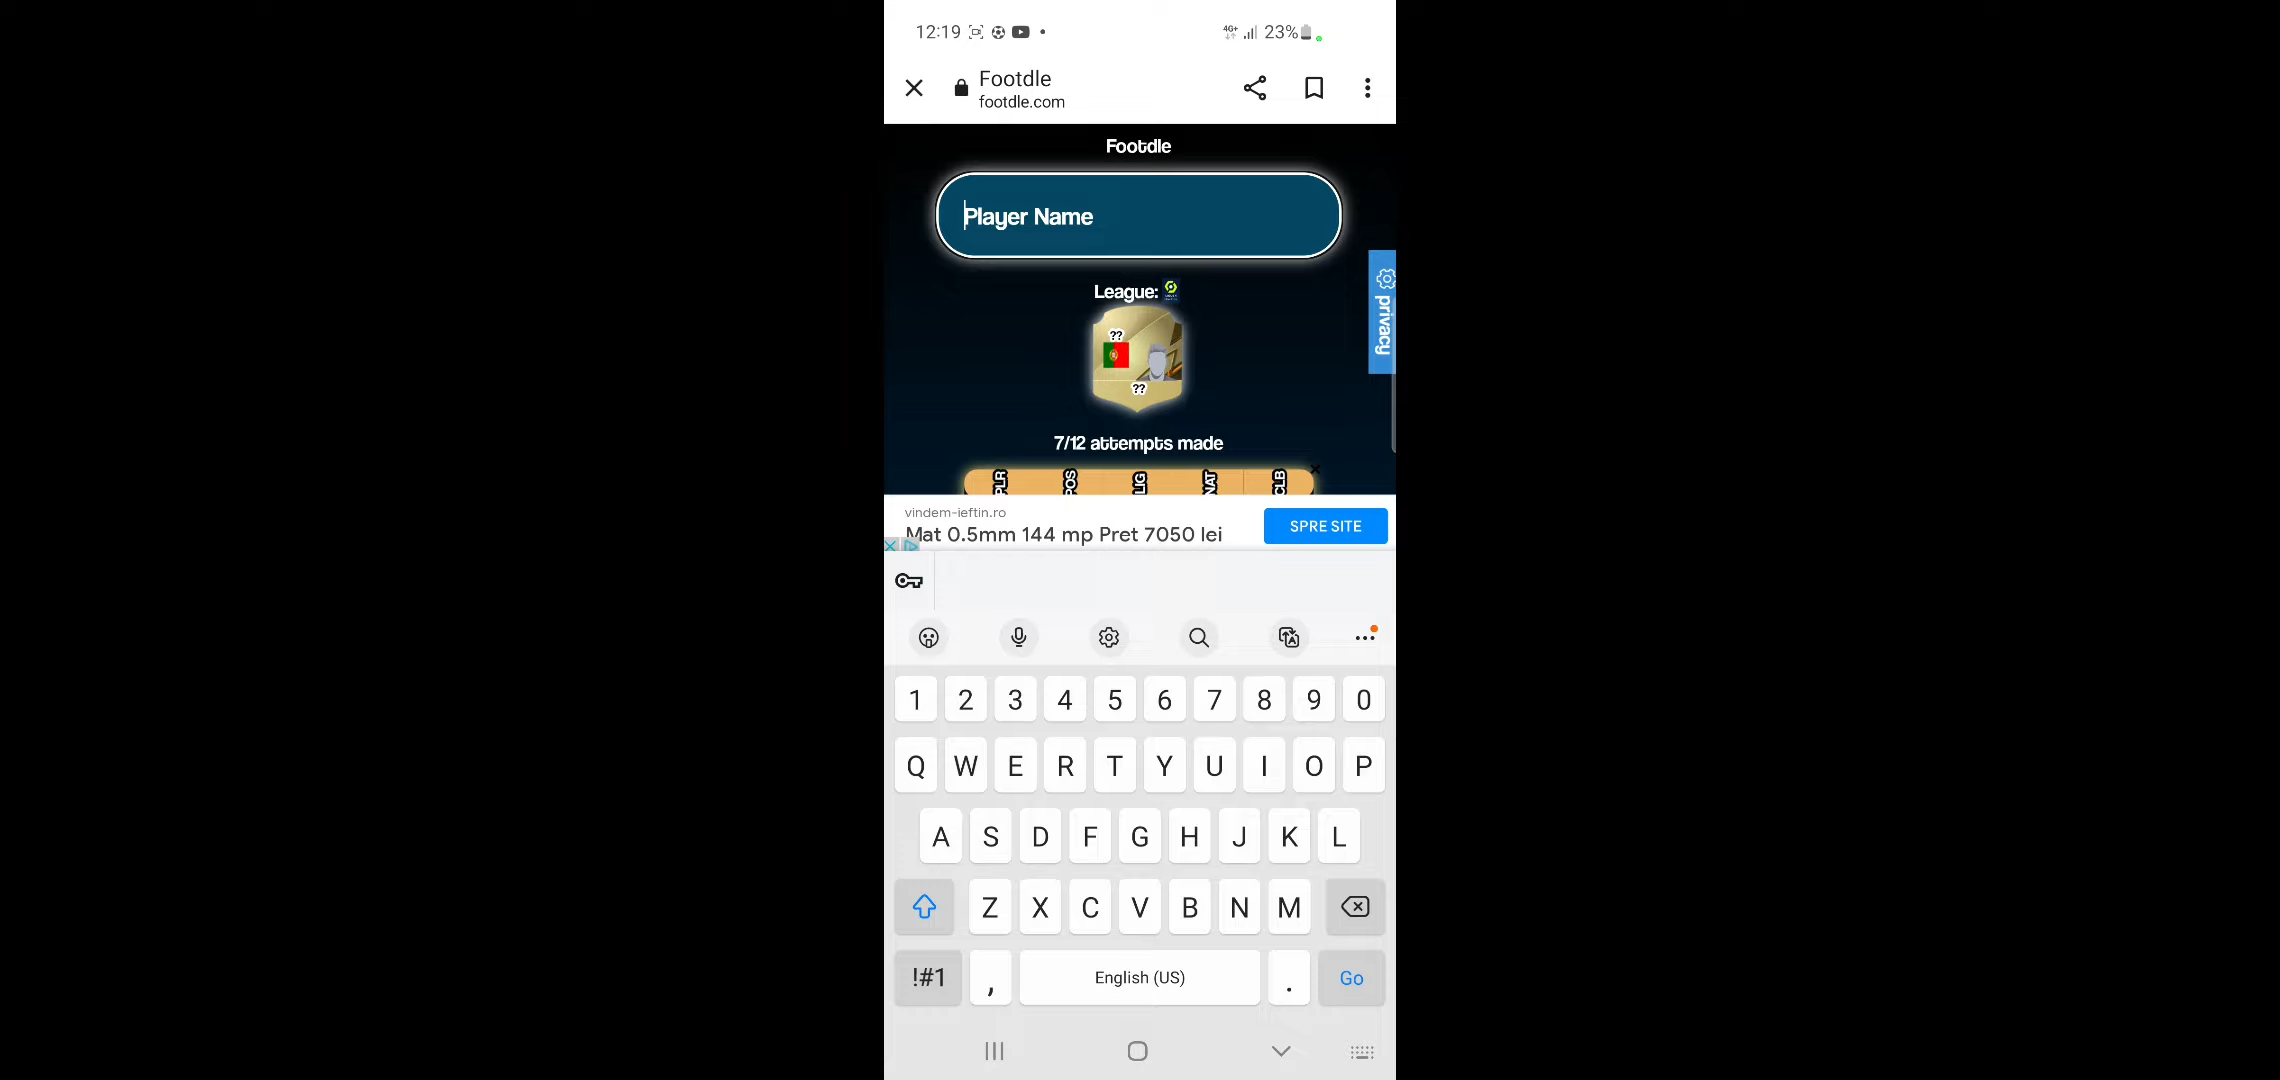 12:19 4G+ 23%
Footdle
footdle.com
Footdle
Player Name
League:
??
??
privacy
7/12 attempts made
PLR POS LIG NAT CLB
vindem-ieftin.ro
Mat 0.5mm 144 mp Pret 7050 lei
SPRE SITE
1 2 3 4 5 6 7 8 9 0
Q W E R T Y U I O P
A S D F G H J K L
Z X C V B N M
!#1 , English (US) . Go